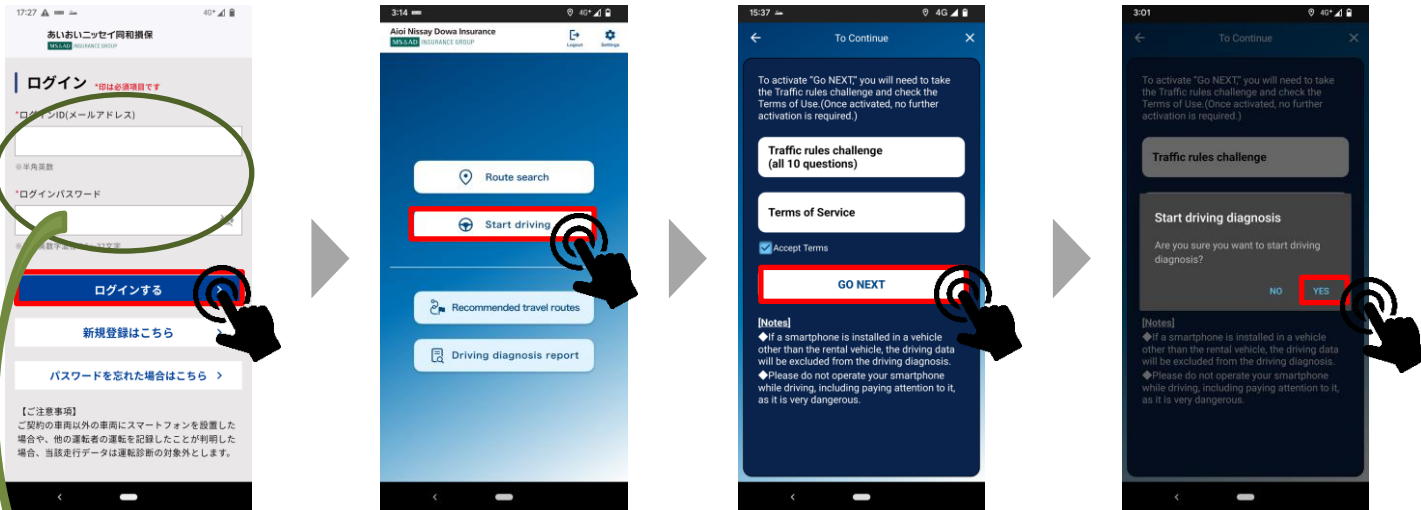 17:27
4G+
あいおいニッセイ同和損保
MS&AD INSURANCE GROUP
ログイン *印は必須項目です
*ログインID(メールアドレス)
※半角英数
*ログインパスワード
ログインする
新規登録はこちら
パスワードを忘れた場合はこちら
【ご注意事項】
ご契約の車両以外の車両にスマートフォンを設置した
場合や、他の運転者の運転を記録したことが判明した
場合、当該走行データは運転診断の対象外とします。
3:14
4G+
Aioi Nissay Dowa Insurance
MS&AD INSURANCE GROUP
Logout
Settings
Route search
Start driving
Recommended travel routes
Driving diagnosis report
15:37
4G
To Continue
To activate "Go NEXT," you will need to take
the Traffic rules challenge and check the
Terms of Use.(Once activated, no further
activation is required.)
Traffic rules challenge
(all 10 questions)
Terms of Service
Accept Terms
GO NEXT
[Notes]
◆If a smartphone is installed in a vehicle
other than the rental vehicle, the driving data
will be excluded from the driving diagnosis.
◆Please do not operate your smartphone
while driving, including paying attention to it,
as it is very dangerous.
3:01
4G+
To Continue
To activate "Go NEXT," you will need to take
the Traffic rules challenge and check the
Terms of Use.(Once activated, no further
activation is required.)
Traffic rules challenge
Start driving diagnosis
Are you sure you want to start driving
diagnosis?
NO YES
[Notes]
◆If a smartphone is installed in a vehicle
other than the rental vehicle, the driving data
will be excluded from the driving diagnosis.
◆Please do not operate your smartphone
while driving, including paying attention to it,
as it is very dangerous.